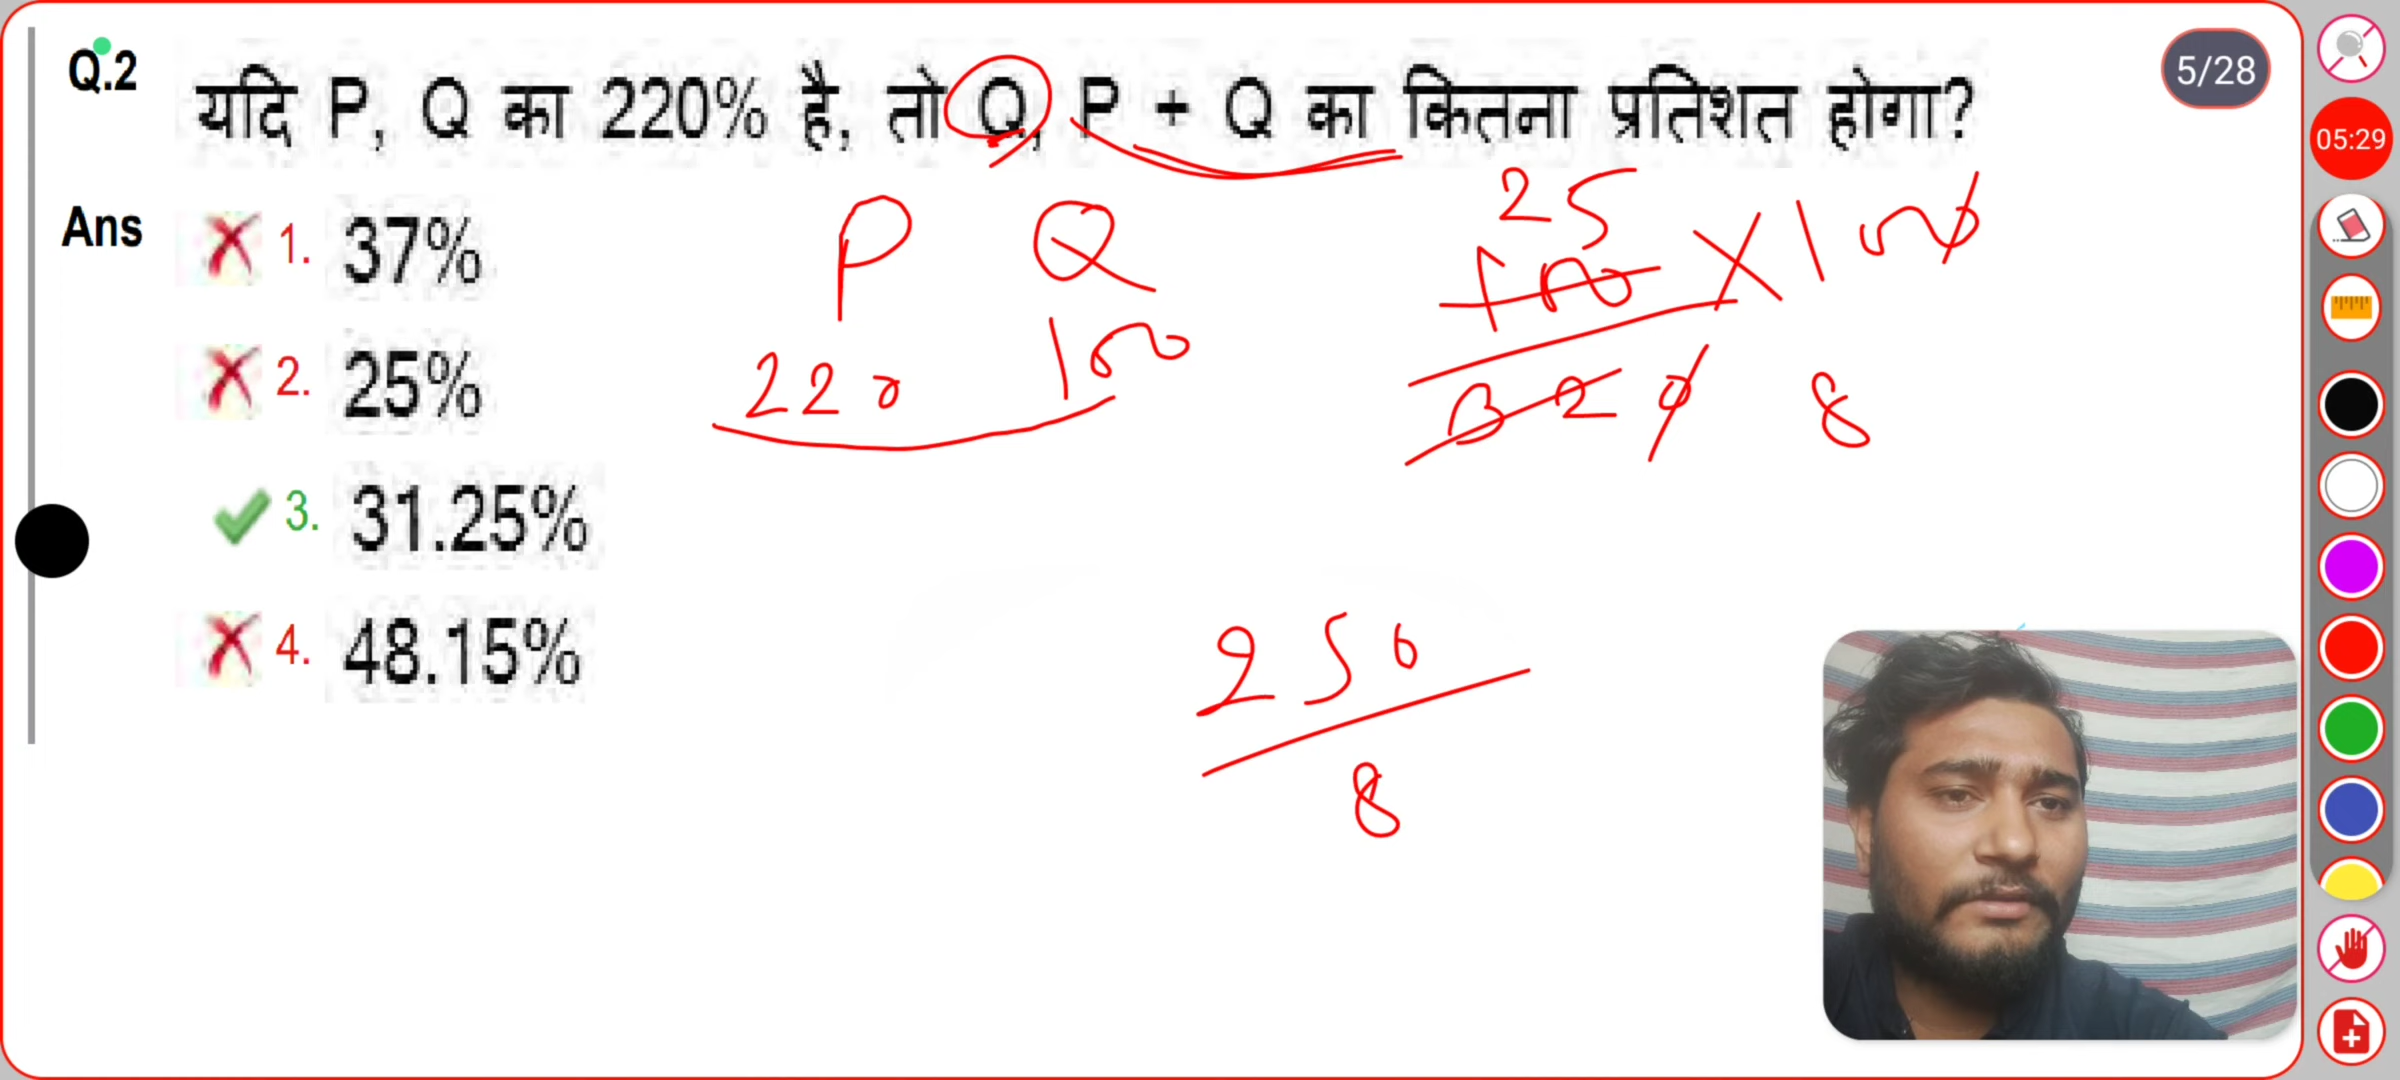 Q.2 यदि P, Q का 220% है, तो Q, P + Q का कितना प्रतिशत होगा?
5/28
05:29
Ans
1. 37%
2. 25%
3. 31.25%
4. 48.15%
P Q
220 100
25
100 × 100
320 8
250
8